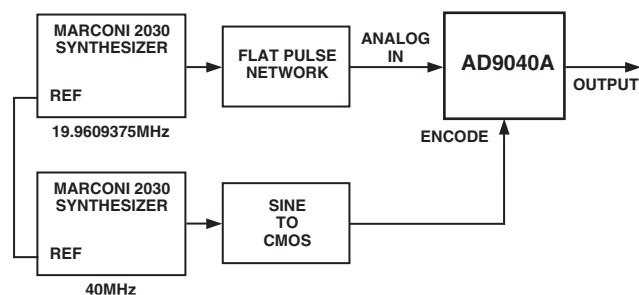 MARCONI 2030
SYNTHESIZER
REF
19.9609375MHz
FLAT PULSE
NETWORK
ANALOG
IN
AD9040A
OUTPUT
ENCODE
MARCONI 2030
SYNTHESIZER
REF
40MHz
SINE
TO
CMOS